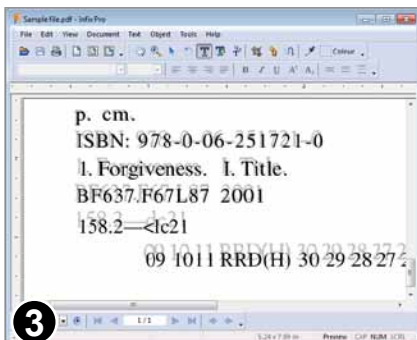 Sample file.pdf - Infix Pro
File Edit View Document Text Object Tools Help
Colour
p. cm.
ISBN: 978-0-06-251721-0
1. Forgiveness. I. Title.
BF637.F67L87 2001
158.2—<lc21
09 1011 RRD(H) 30 29 28 27 2
3 1/1
Preview CAP NUM SCRL